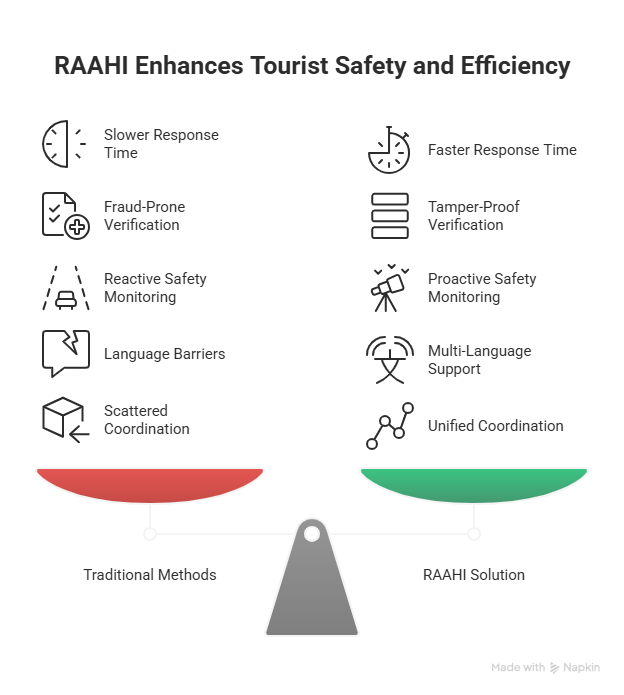 RAAHI Enhances Tourist Safety and Efficiency
Slower Response
Time
Fraud-Prone
Verification
Reactive Safety
Monitoring
Language Barriers
Scattered
Coordination
Faster Response Time
Tamper-Proof
Verification
Proactive Safety
Monitoring
Multi-Language
Support
Unified Coordination
Traditional Methods
RAAHI Solution
Made with Napkin